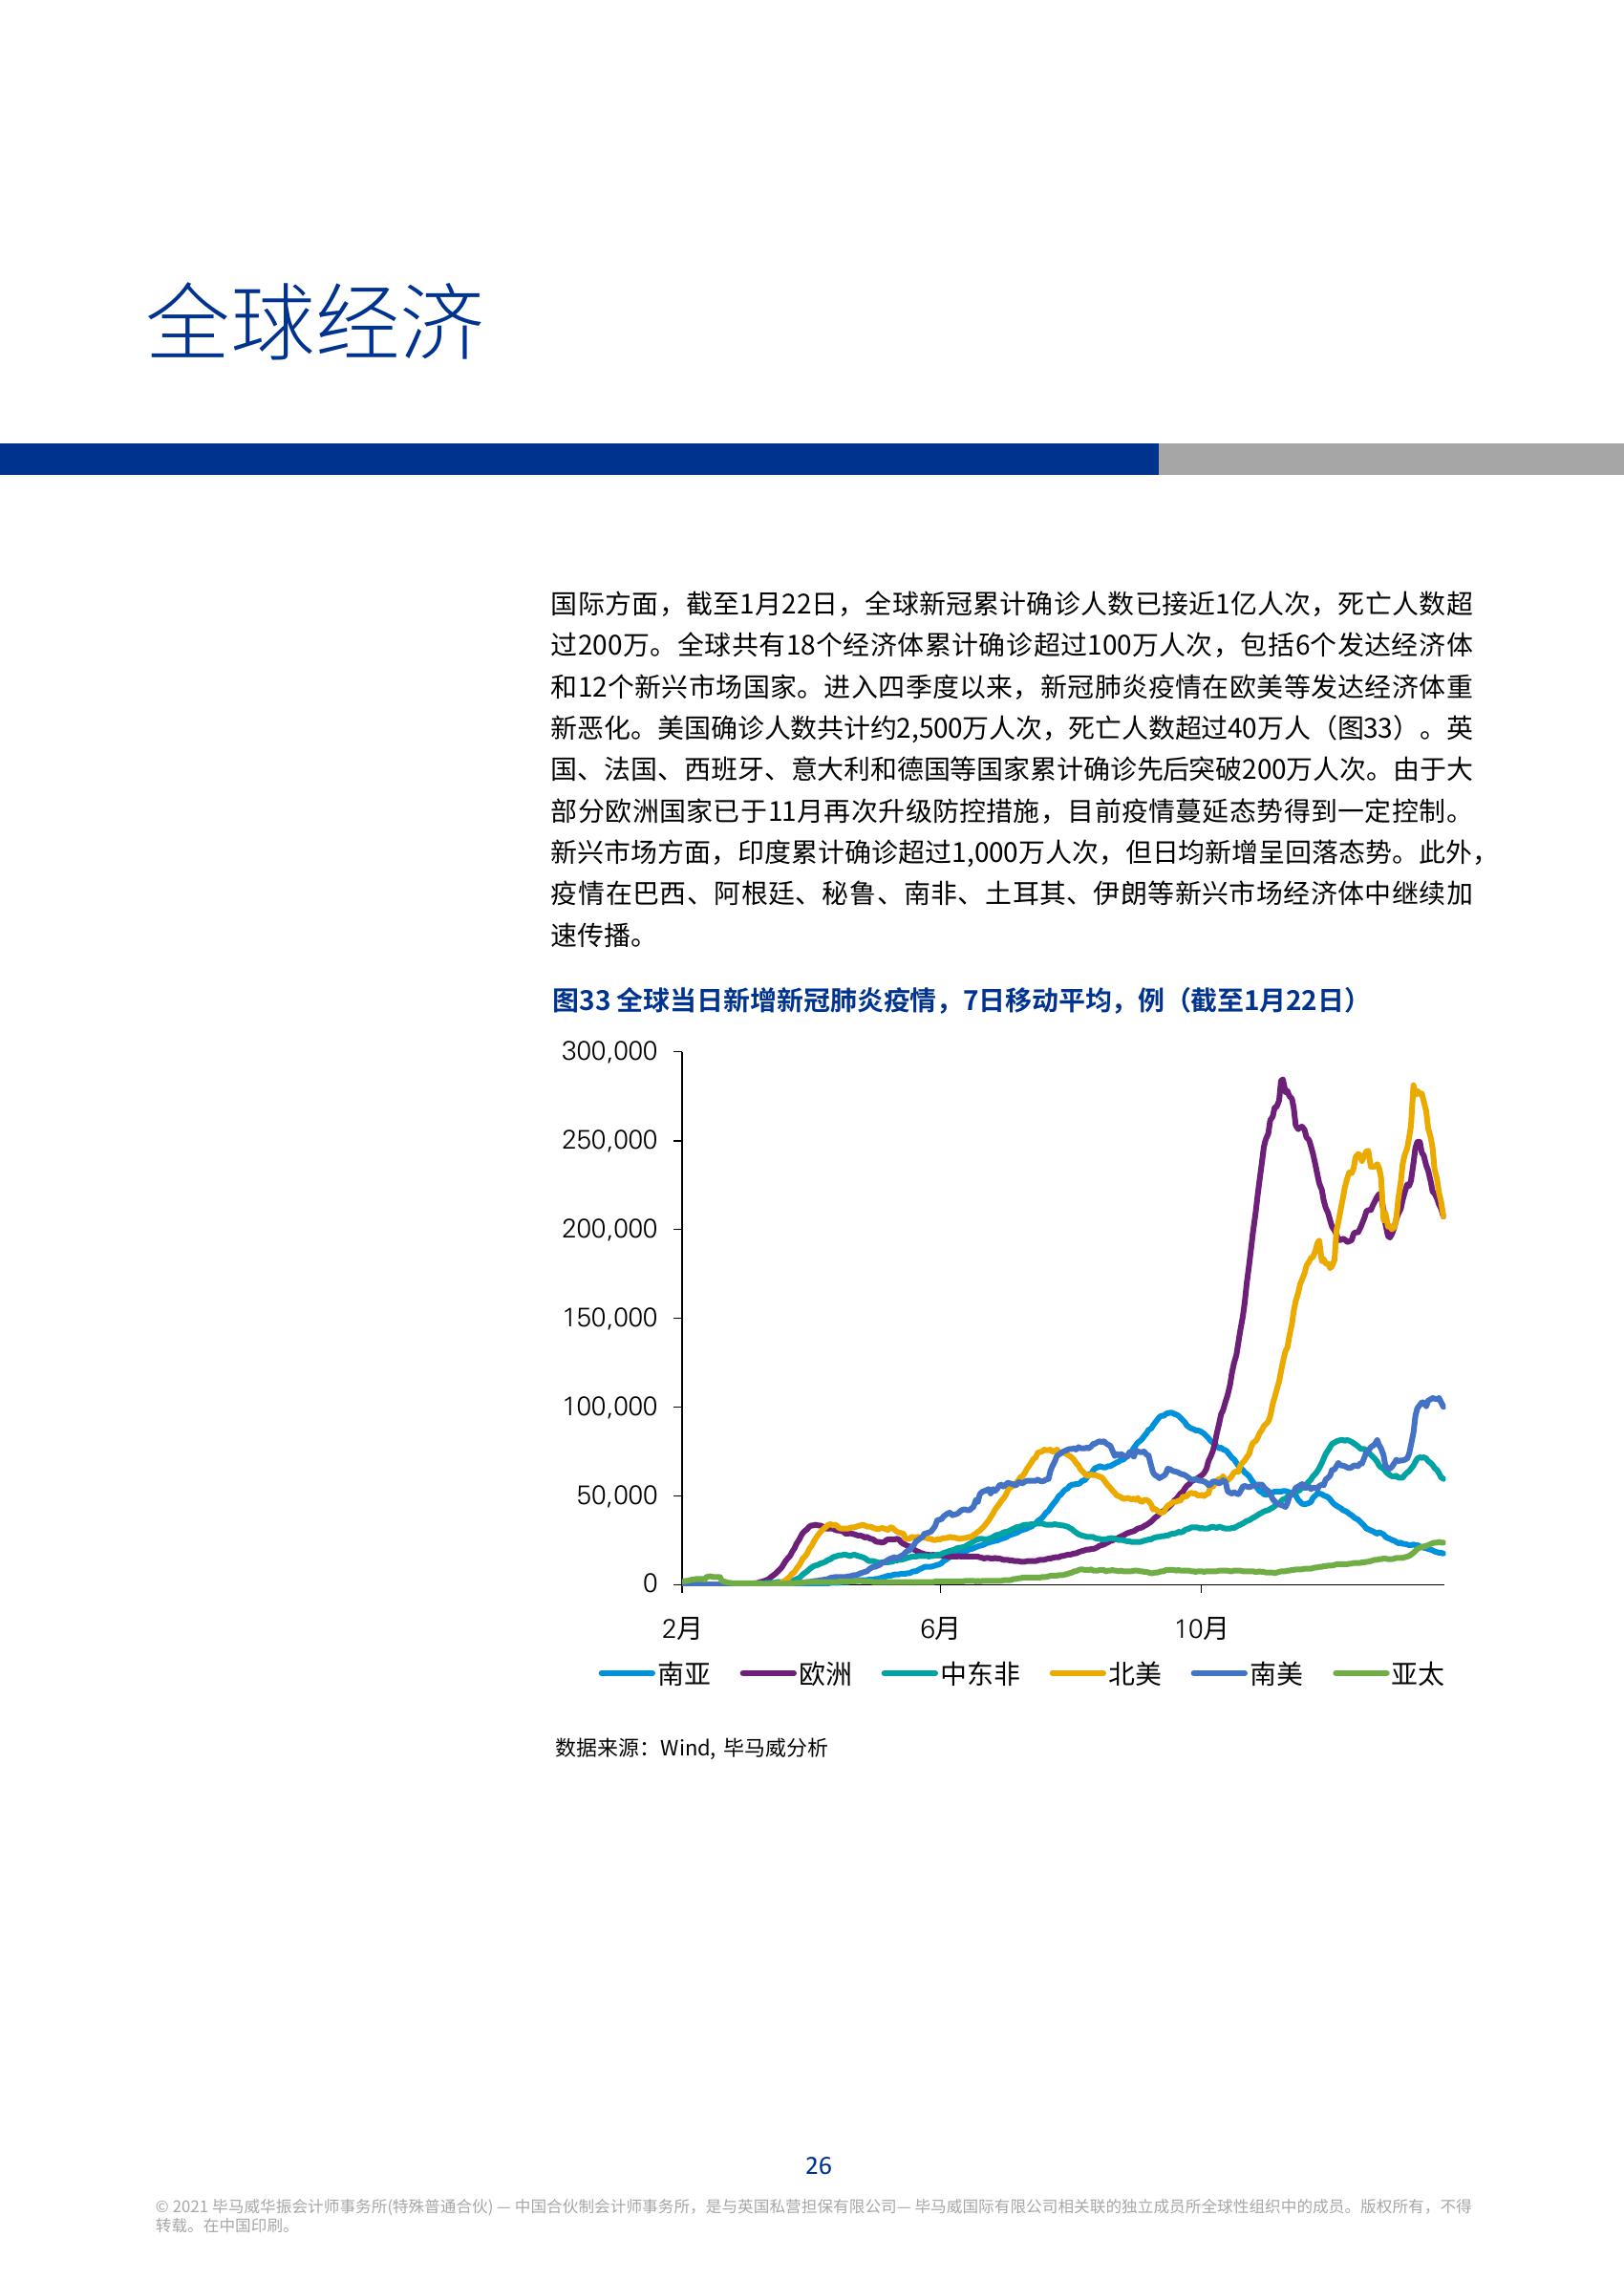 全球经济
国际方面，截至1月22日，全球新冠累计确诊人数已接近1亿人次，死亡人数超
过200万。全球共有18个经济体累计确诊超过100万人次，包括6个发达经济体
和12个新兴市场国家。进入四季度以来，新冠肺炎疫情在欧美等发达经济体重
新恶化。美国确诊人数共计约2,500万人次，死亡人数超过40万人（图33）。英
国、法国、西班牙、意大利和德国等国家累计确诊先后突破200万人次。由于大
部分欧洲国家已于11月再次升级防控措施，目前疫情蔓延态势得到一定控制。
新兴市场方面，印度累计确诊超过1,000万人次，但日均新增呈回落态势。此外，
疫情在巴西、阿根廷、秘鲁、南非、土耳其、伊朗等新兴市场经济体中继续加
速传播。
图33 全球当日新增新冠肺炎疫情，7日移动平均，例（截至1月22日）
300,000
250,000
200,000
150,000
100,000
50,000
0
2月 6月 10月
南亚 欧洲 中东非 北美 南美 亚太
数据来源：Wind, 毕马威分析
26
© 2021 毕马威华振会计师事务所(特殊普通合伙) — 中国合伙制会计师事务所，是与英国私营担保有限公司— 毕马威国际有限公司相关联的独立成员所全球性组织中的成员。版权所有，不得
转载。在中国印刷。